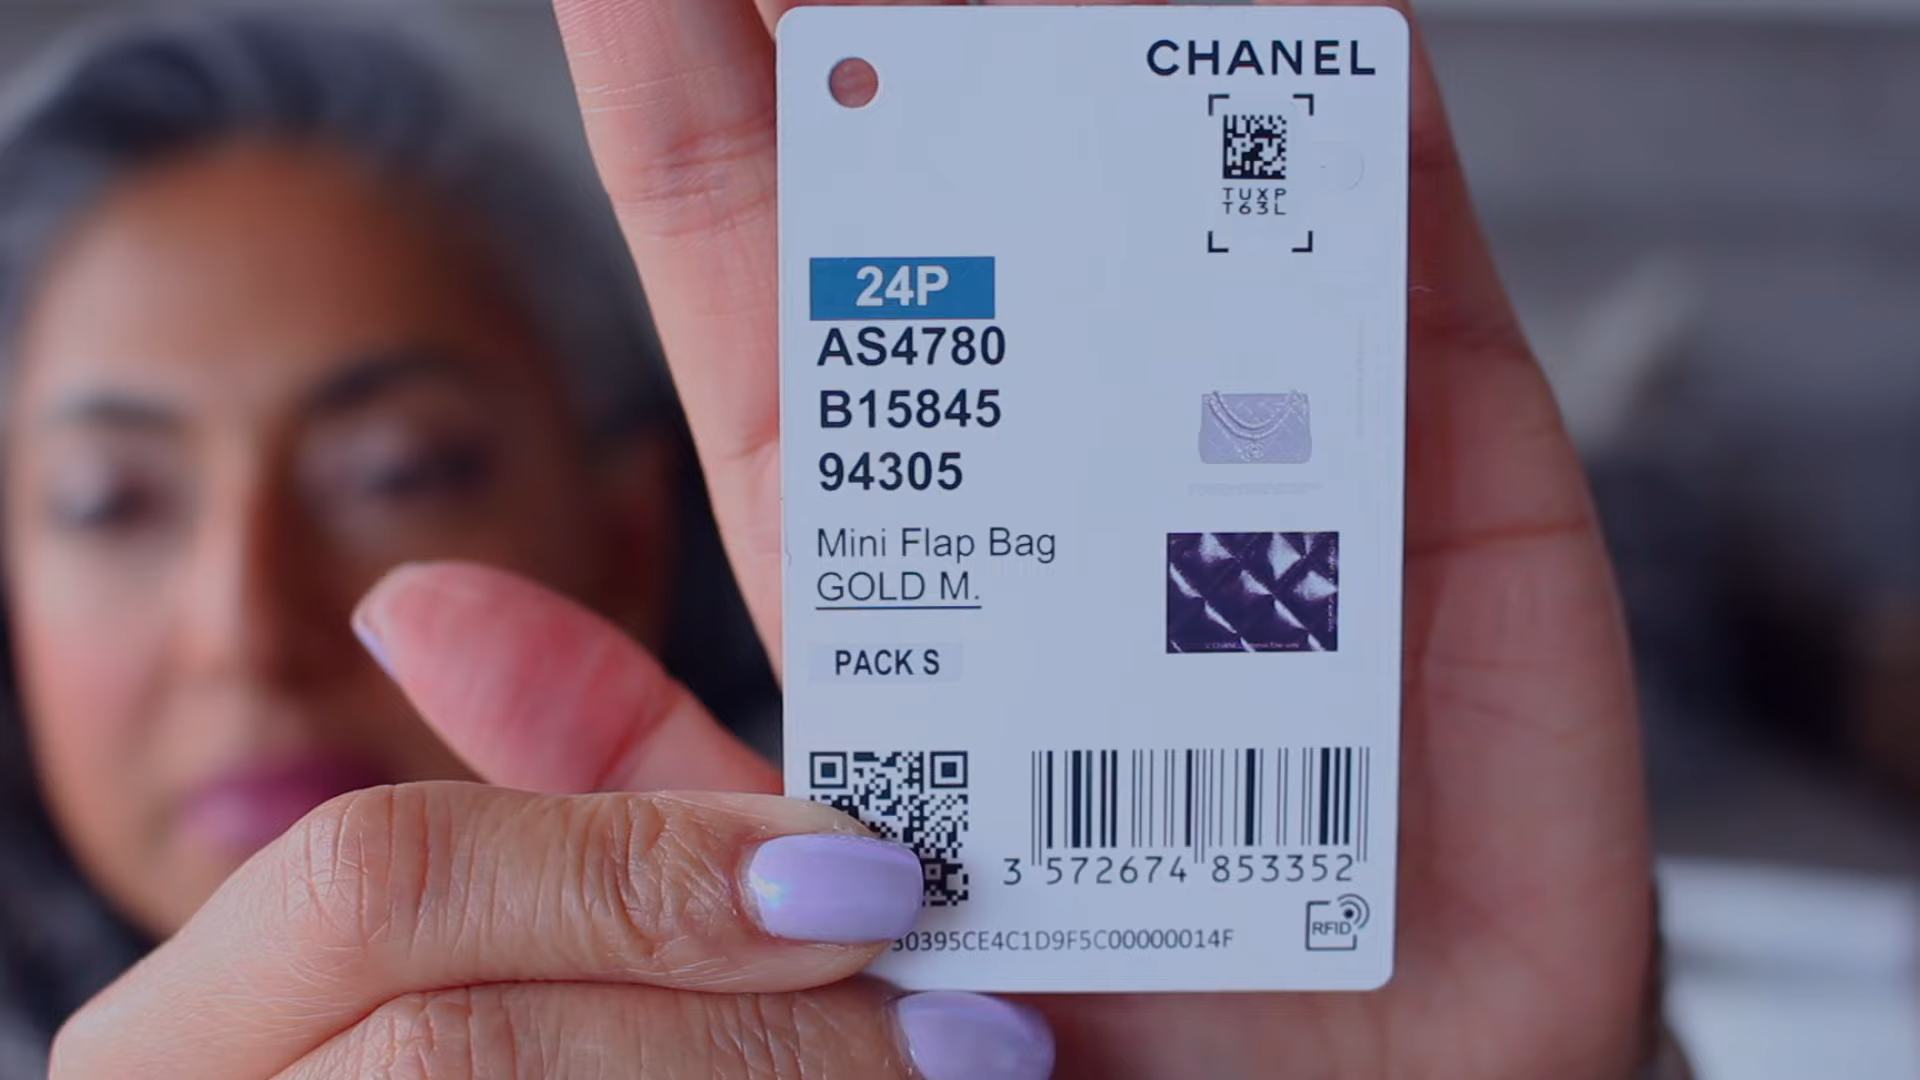 CHANEL
TUXP
T63L
24P
AS4780
B15845
94305
Mini Flap Bag
GOLD M.
PACK S
3 572674 853352
30395CE4C1D9F5C00000014F
RFID